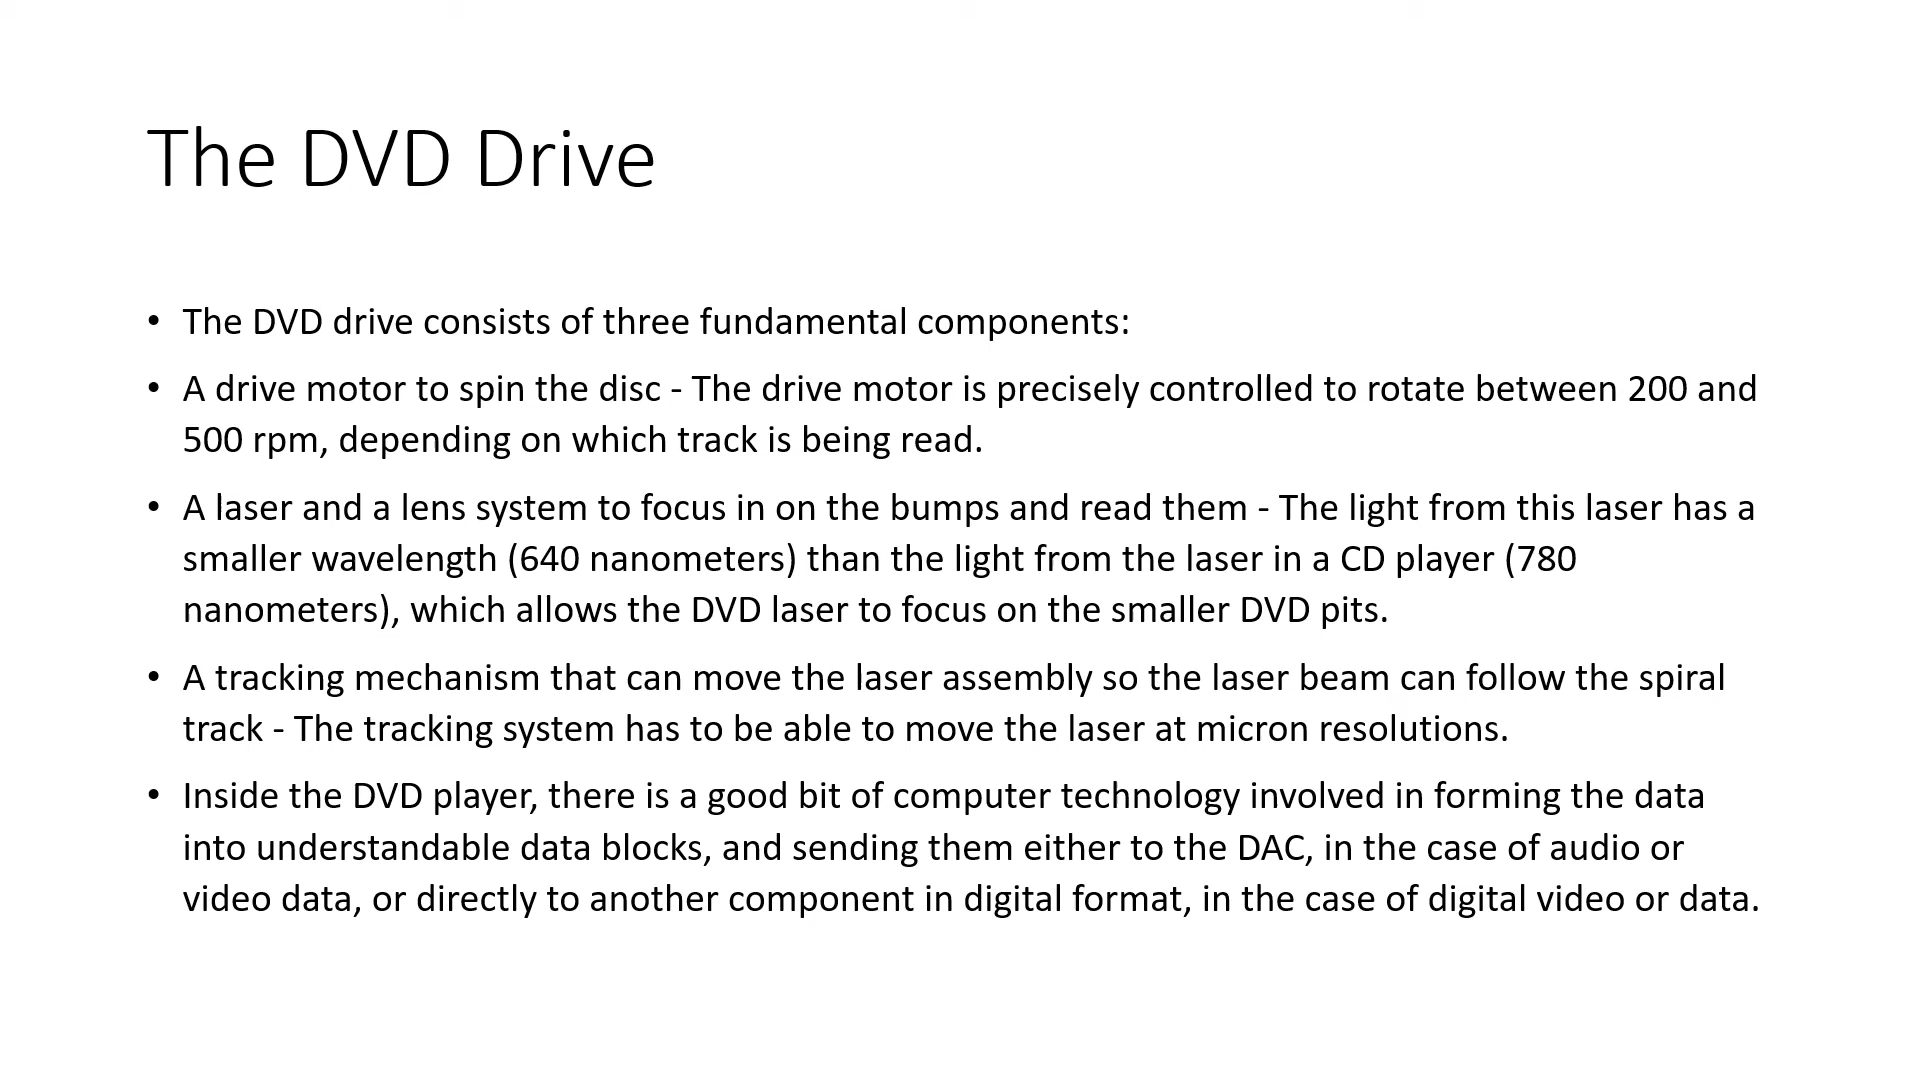 The DVD Drive
• The DVD drive consists of three fundamental components:
• A drive motor to spin the disc - The drive motor is precisely controlled to rotate between 200 and
500 rpm, depending on which track is being read.
• A laser and a lens system to focus in on the bumps and read them - The light from this laser has a
smaller wavelength (640 nanometers) than the light from the laser in a CD player (780
nanometers), which allows the DVD laser to focus on the smaller DVD pits.
• A tracking mechanism that can move the laser assembly so the laser beam can follow the spiral
track - The tracking system has to be able to move the laser at micron resolutions.
• Inside the DVD player, there is a good bit of computer technology involved in forming the data
into understandable data blocks, and sending them either to the DAC, in the case of audio or
video data, or directly to another component in digital format, in the case of digital video or data.